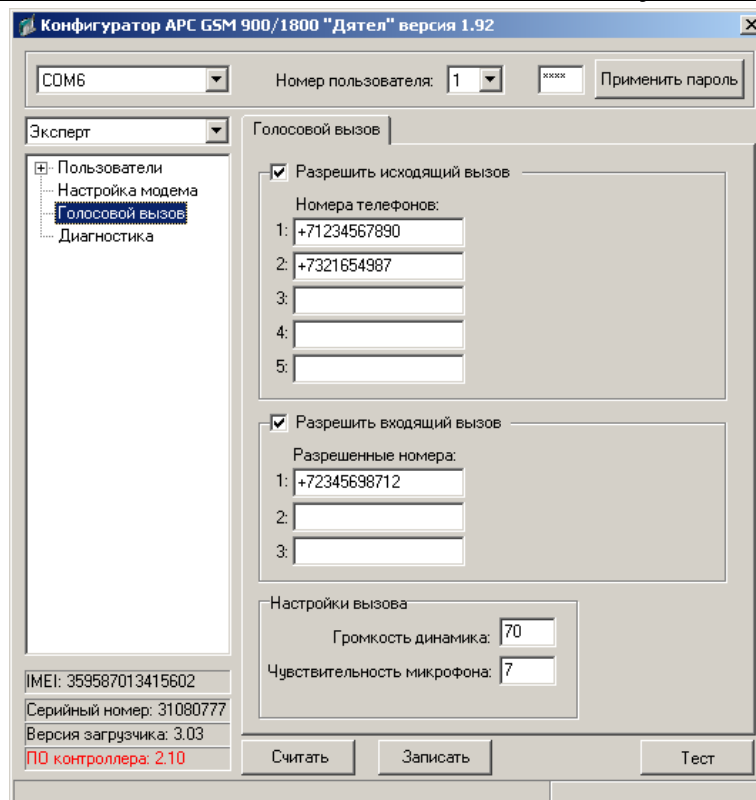 Конфигуратор АРС GSM 900/1800 "Дятел" версия 1.92
COM6
Номер пользователя: 1
****
Применить пароль
Эксперт
Голосовой вызов
Пользователи
Настройка модема
Голосовой вызов
Диагностика
Разрешить исходящий вызов
Номера телефонов:
1: +71234567890
2: +7321654987
3:
4:
5:
Разрешить входящий вызов
Разрешенные номера:
1: +72345698712
2:
3:
Настройки вызова
Громкость динамика: 70
Чувствительность микрофона: 7
IMEI: 359587013415602
Серийный номер: 31080777
Версия загрузчика: 3.03
ПО контроллера: 2.10
Считать
Записать
Тест